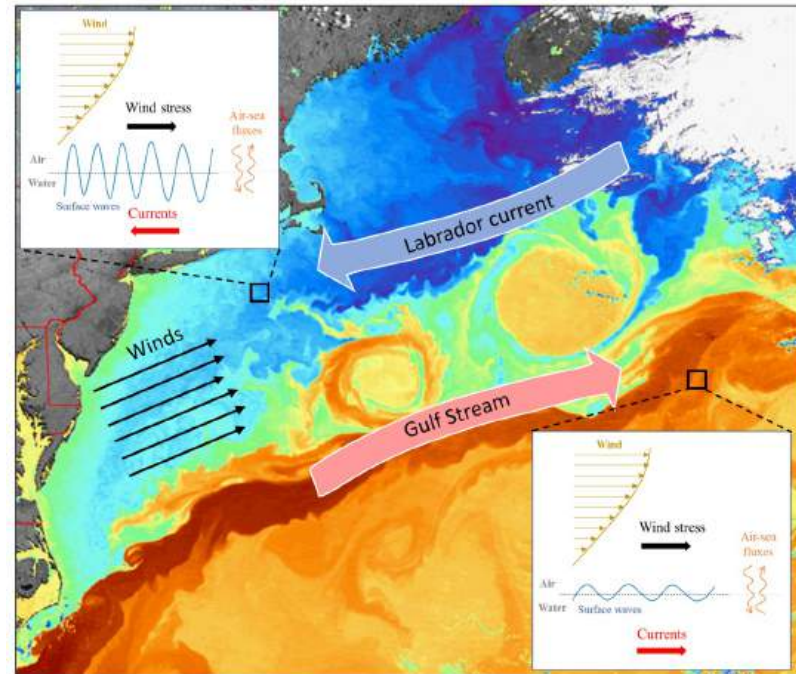 Wind
Wind stress
Air-sea
fluxes
Air
Water
Surface waves
Currents
Labrador current
Winds
Gulf Stream
Wind
Wind stress
Air-sea
fluxes
Air
Water
Surface waves
Currents